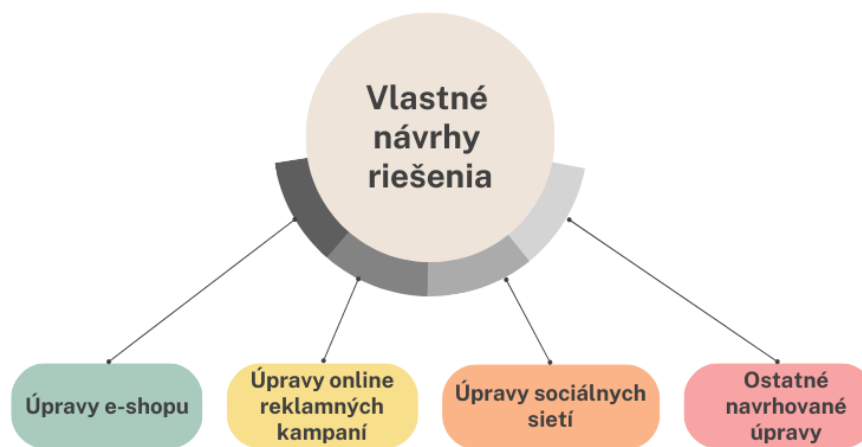 Vlastné
návrhy
riešenia
Úpravy e-shopu
Úpravy online
reklamných
kampaní
Úpravy sociálnych
sietí
Ostatné
navrhované
úpravy